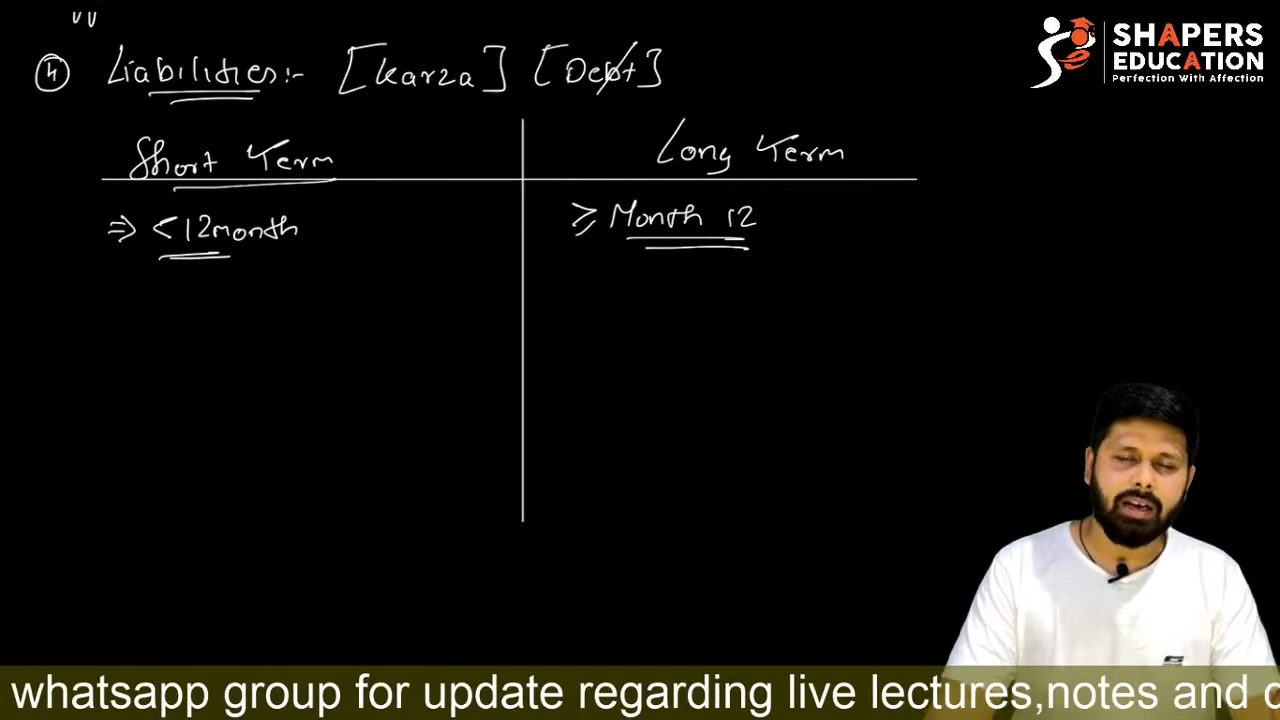 ④ Liabilities:- [Karza] [Dept]
Short Term
Long Term
⇒ <12month
≥ Month 12
SHAPERS
EDUCATION
Perfection With Affection
whatsapp group for update regarding live lectures,notes and